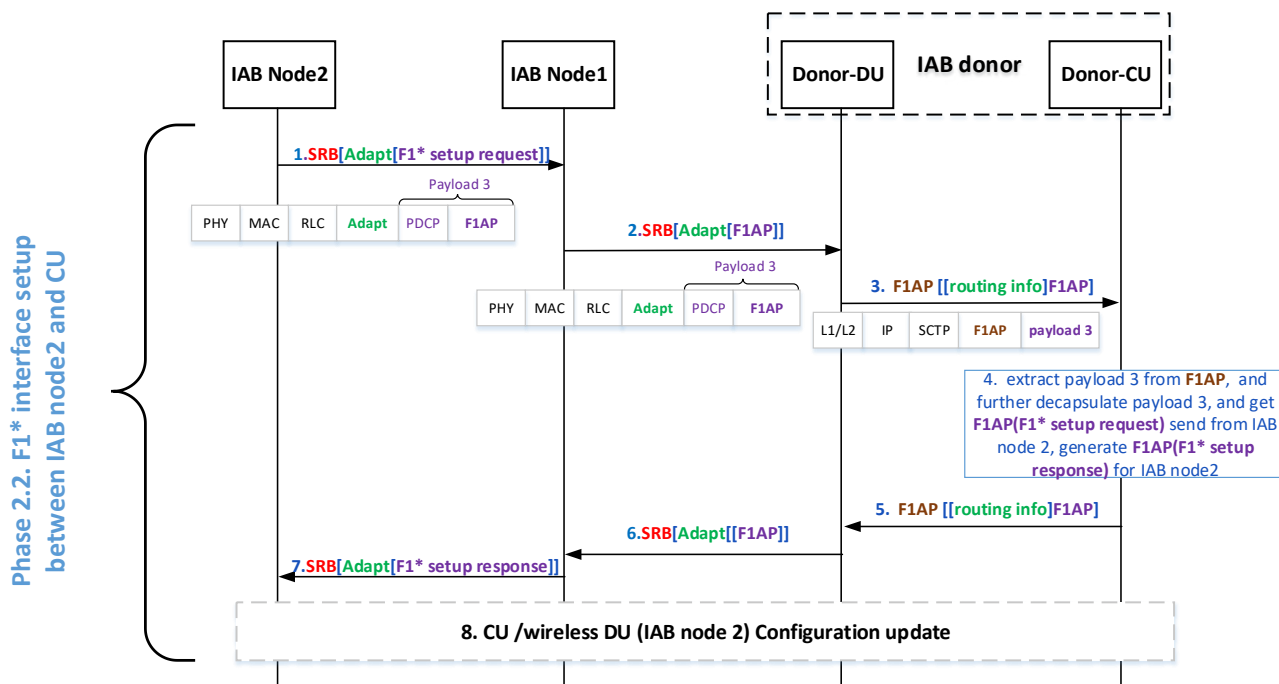 IAB Node2
IAB Node1
Donor-DU
IAB donor
Donor-CU
Phase 2.2. F1* interface setup
between IAB node2 and CU
1.SRB[Adapt[F1* setup request]]
Payload 3
PHY MAC RLC Adapt PDCP F1AP
2.SRB[Adapt[F1AP]]
Payload 3
PHY MAC RLC Adapt PDCP F1AP
3. F1AP [[routing info]F1AP]
L1/L2 IP SCTP F1AP payload 3
4. extract payload 3 from F1AP, and
further decapsulate payload 3, and get
F1AP(F1* setup request) send from IAB
node 2, generate F1AP(F1* setup
response) for IAB node2
5. F1AP [[routing info]F1AP]
6.SRB[Adapt[[F1AP]]
7.SRB[Adapt[F1* setup response]]
8. CU /wireless DU (IAB node 2) Configuration update